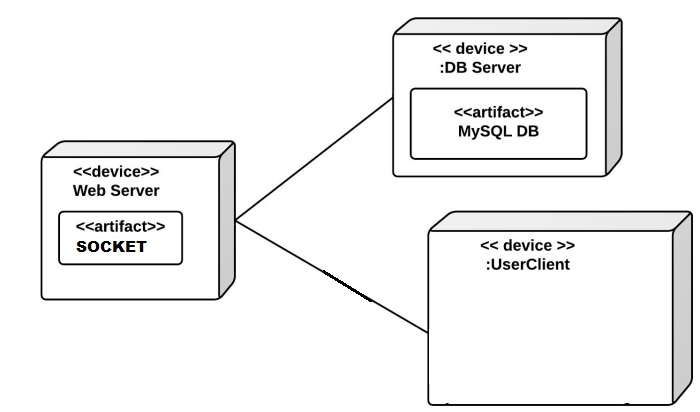 << device >>
:DB Server
<<artifact>>
MySQL DB
<<device>>
Web Server
<<artifact>>
SOCKET
<< device >>
:UserClient